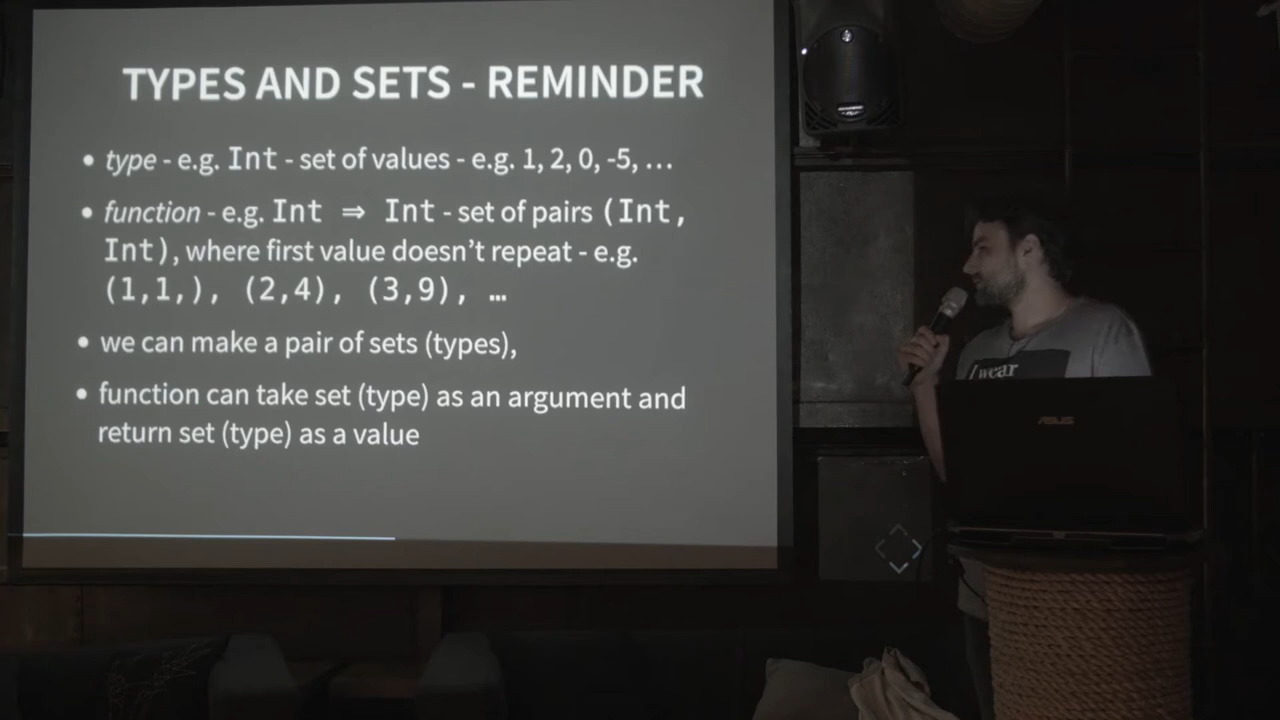 TYPES AND SETS - REMINDER
• type - e.g. Int - set of values - e.g. 1, 2, 0, -5, …
• function - e.g. Int ⇒ Int - set of pairs (Int,
Int), where first value doesn't repeat - e.g.
(1,1,), (2,4), (3,9), …
• we can make a pair of sets (types),
• function can take set (type) as an argument and
return set (type) as a value
I wear
ASUS